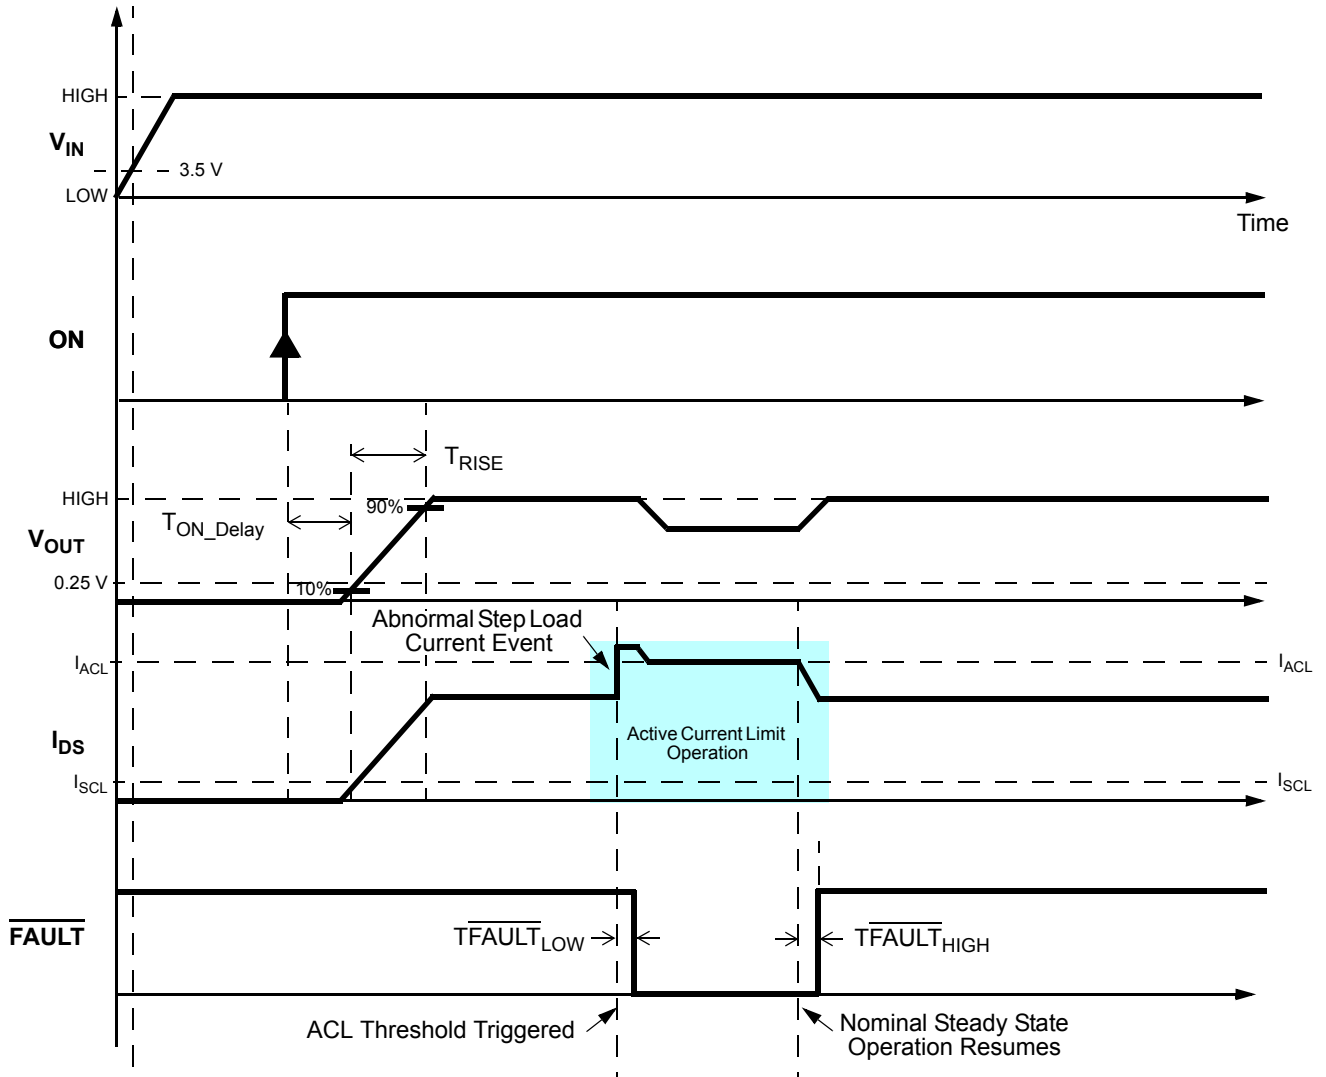 HIGH
VIN
3.5 V
LOW
Time
ON
TRISE
HIGH
90%
TON_Delay
VOUT
0.25 V
10%
Abnormal Step Load
Current Event
IACL
IACL
Active Current Limit
Operation
IDS
ISCL
ISCL
FAULT
TFAULTLOW
TFAULTHIGH
ACL Threshold Triggered
Nominal Steady State
Operation Resumes